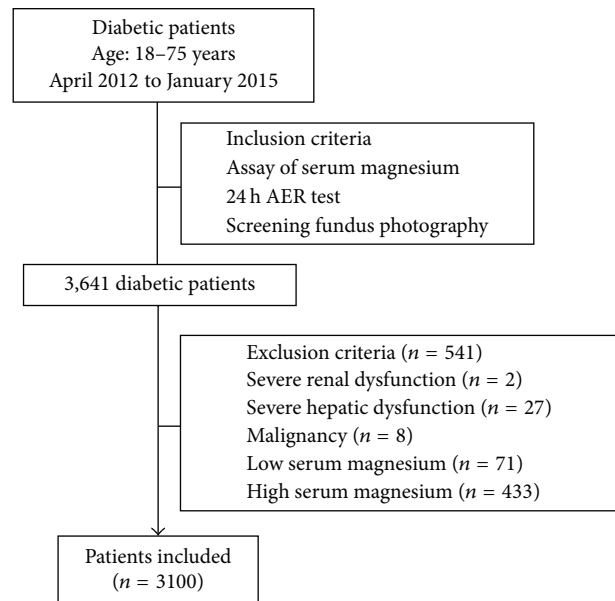 Diabetic patients
Age: 18–75 years
April 2012 to January 2015
Inclusion criteria
Assay of serum magnesium
24 h AER test
Screening fundus photography
3,641 diabetic patients
Exclusion criteria (n = 541)
Severe renal dysfunction (n = 2)
Severe hepatic dysfunction (n = 27)
Malignancy (n = 8)
Low serum magnesium (n = 71)
High serum magnesium (n = 433)
Patients included
(n = 3100)